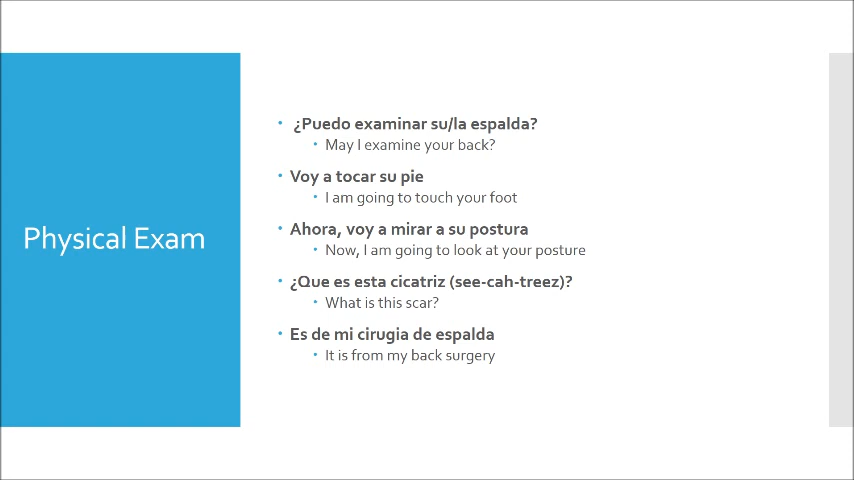 Physical Exam
¿Puedo examinar su/la espalda?
May I examine your back?
Voy a tocar su pie
I am going to touch your foot
Ahora, voy a mirar a su postura
Now, I am going to look at your posture
¿Que es esta cicatriz (see-cah-treez)?
What is this scar?
Es de mi cirugia de espalda
It is from my back surgery